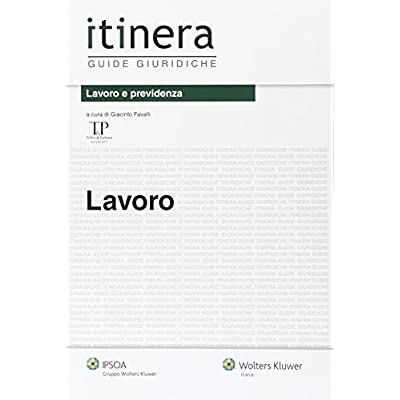 itinera
GUIDE GIURIDICHE
Lavoro e previdenza
a cura di Giacinto Favalli
TP
Lavoro
IPSOA
Gruppo Wolters Kluwer
Wolters Kluwer
Italia